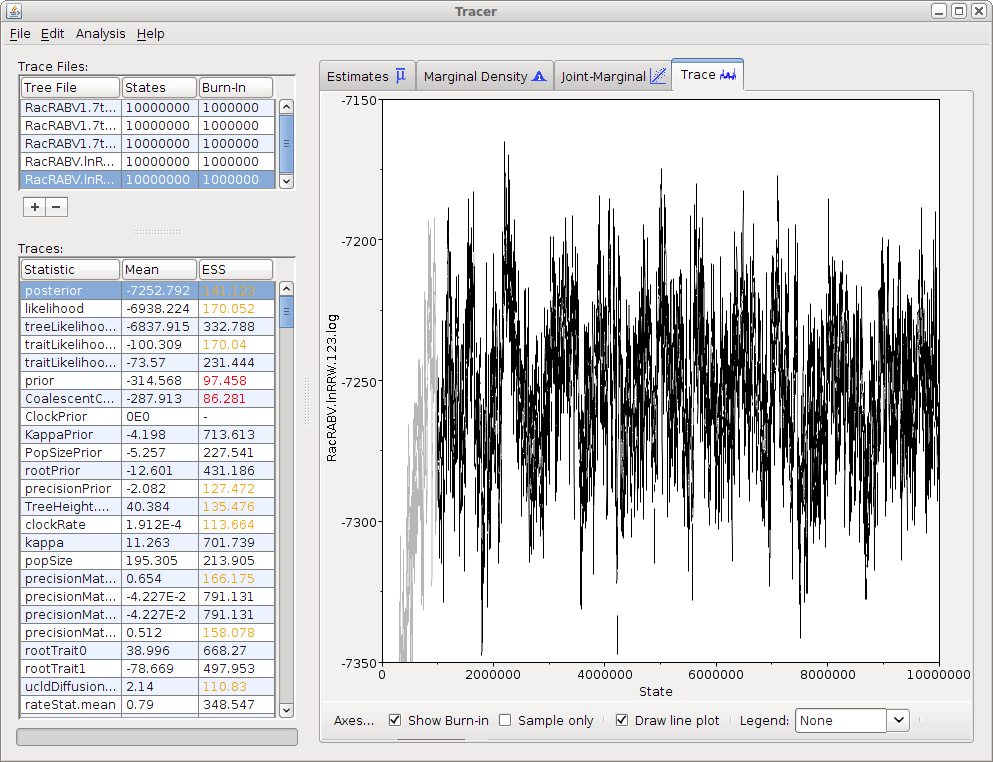 Tracer
File Edit Analysis Help
Trace Files:
Tree File States Burn-In
RacRABV1.7t... 10000000 1000000
RacRABV1.7t... 10000000 1000000
RacRABV1.7t... 10000000 1000000
RacRABV.lnR... 10000000 1000000
RacRABV.lnR... 10000000 1000000
+ −
Traces:
Statistic Mean ESS
posterior -7252.792 141.123
likelihood -6938.224 170.052
treeLikelihoo... -6837.915 332.788
traitLikelihoo... -100.309 170.04
traitLikelihoo... -73.57 231.444
prior -314.568 97.458
CoalescentC... -287.913 86.281
ClockPrior 0E0 -
KappaPrior -4.198 713.613
PopSizePrior -5.257 227.541
rootPrior -12.601 431.186
precisionPrior -2.082 127.472
TreeHeight.... 40.384 135.476
clockRate 1.912E-4 113.664
kappa 11.263 701.739
popSize 195.305 213.905
precisionMat... 0.654 166.175
precisionMat... -4.227E-2 791.131
precisionMat... -4.227E-2 791.131
precisionMat... 0.512 158.078
rootTrait0 38.996 668.27
rootTrait1 -78.669 497.953
ucldDiffusion... 2.14 110.83
rateStat.mean 0.79 348.547
Estimates μ Marginal Density Joint-Marginal Trace
-7150
-7200
-7250
-7300
-7350
RacRABV.lnRRW.123.log
0 2000000 4000000 6000000 8000000 10000000
State
Axes... Show Burn-in Sample only Draw line plot Legend: None